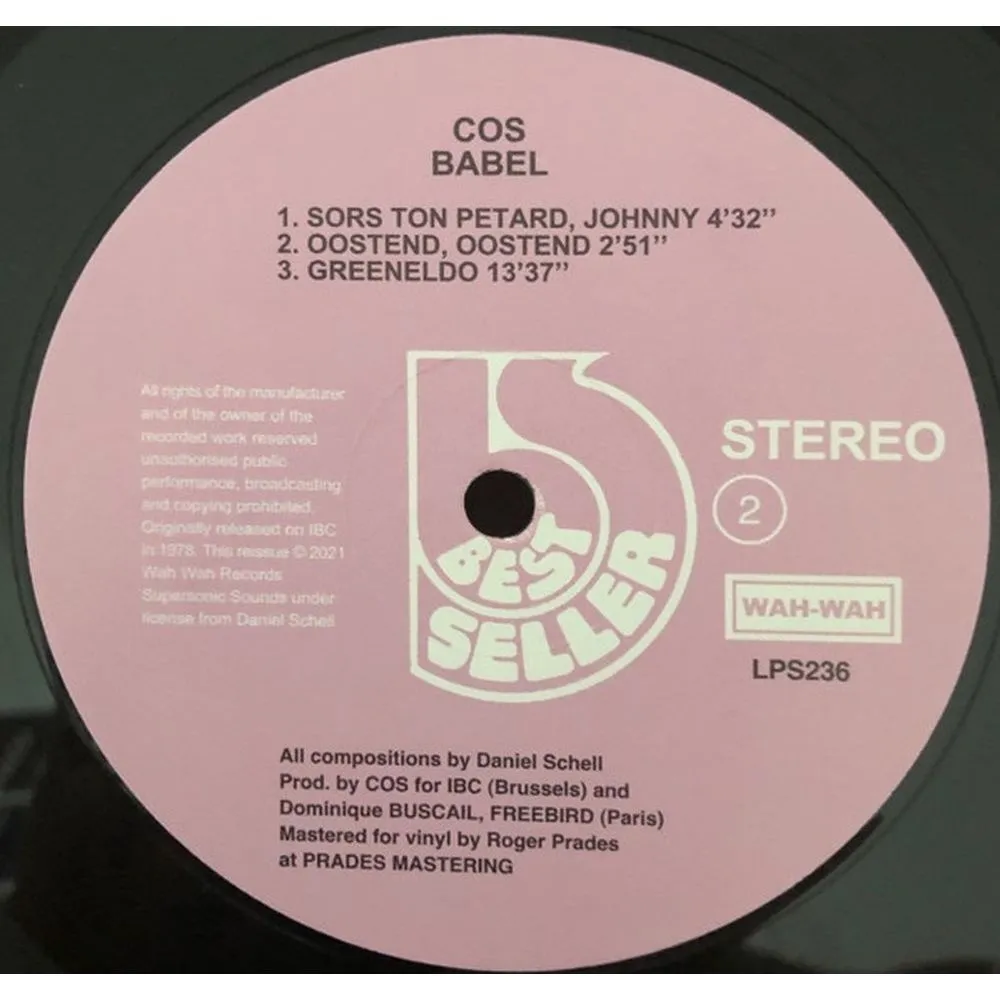 COS
BABEL
1. SORS TON PETARD, JOHNNY 4'32''
2. OOSTEND, OOSTEND 2'51''
3. GREENELDO 13'37''
All rights of the manufacturer
and of the owner of the
recorded work reserved
unauthorised public
performance, broadcasting
and copying prohibited.
Originally released on IBC
in 1978. This reissue © 2021
Wah Wah Records
Supersonic Sounds under
license from Daniel Schell
BEST
SELLER
STEREO
2
WAH-WAH
LPS236
All compositions by Daniel Schell
Prod. by COS for IBC (Brussels) and
Dominique BUSCAIL, FREEBIRD (Paris)
Mastered for vinyl by Roger Prades
at PRADES MASTERING